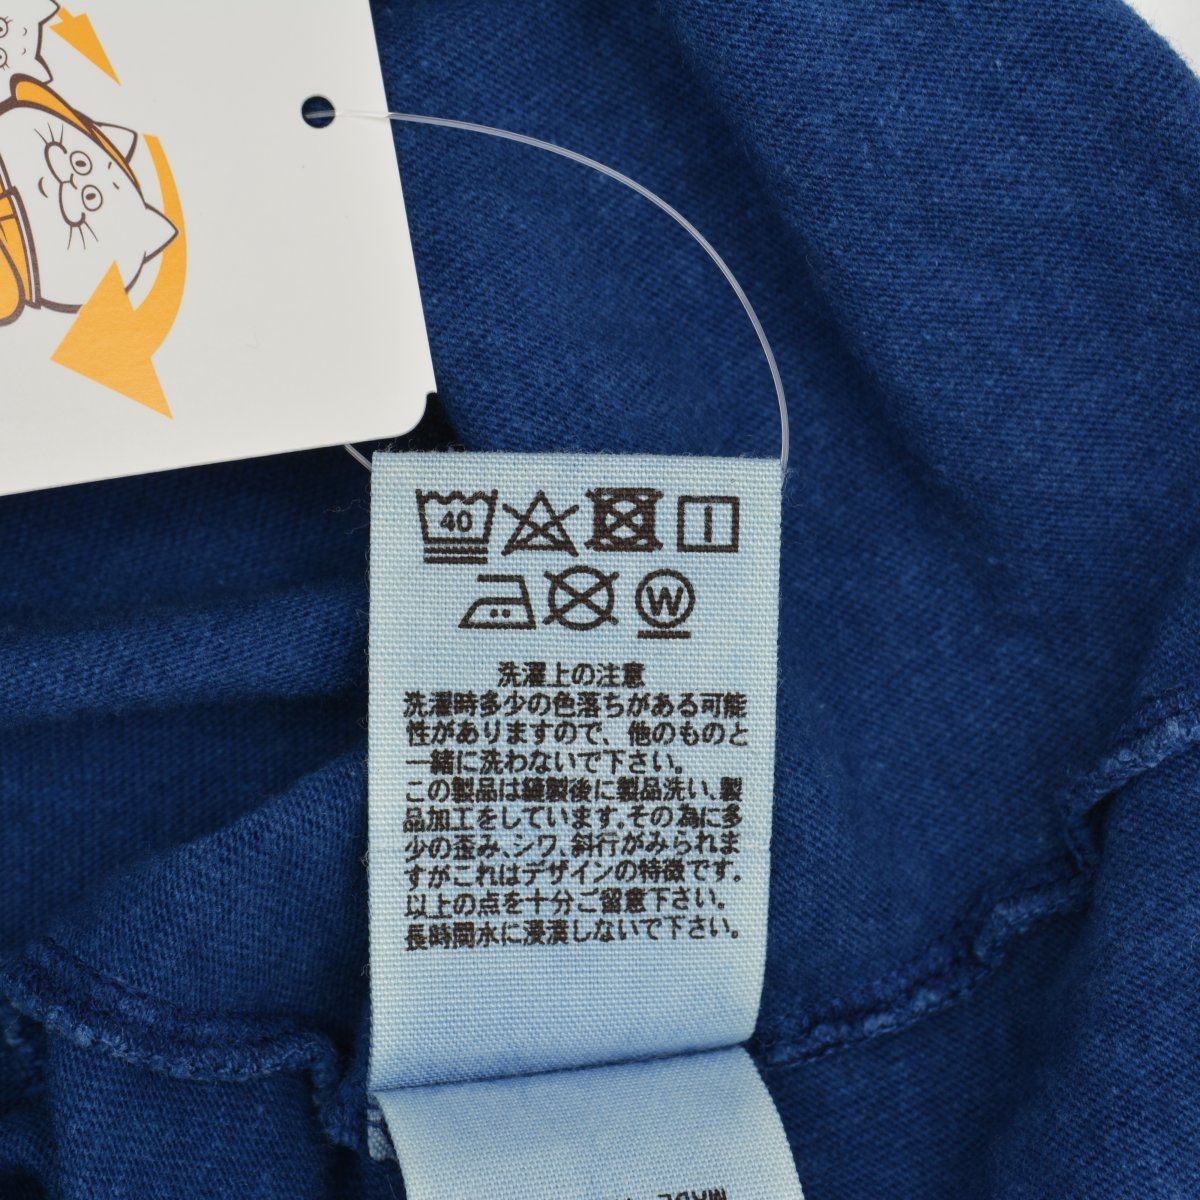 40
W
洗濯上の注意
洗濯時多少の色落ちがある可能
性がありますので、他のものと
一緒に洗わないで下さい。
この製品は縫製後に製品洗い、製
品加工をしています。その為に多
少の歪み、シワ、斜行がみられま
すがこれはデザインの特徴です。
以上の点を十分ご留意下さい。
長時間水に浸漬しないで下さい。
MADE